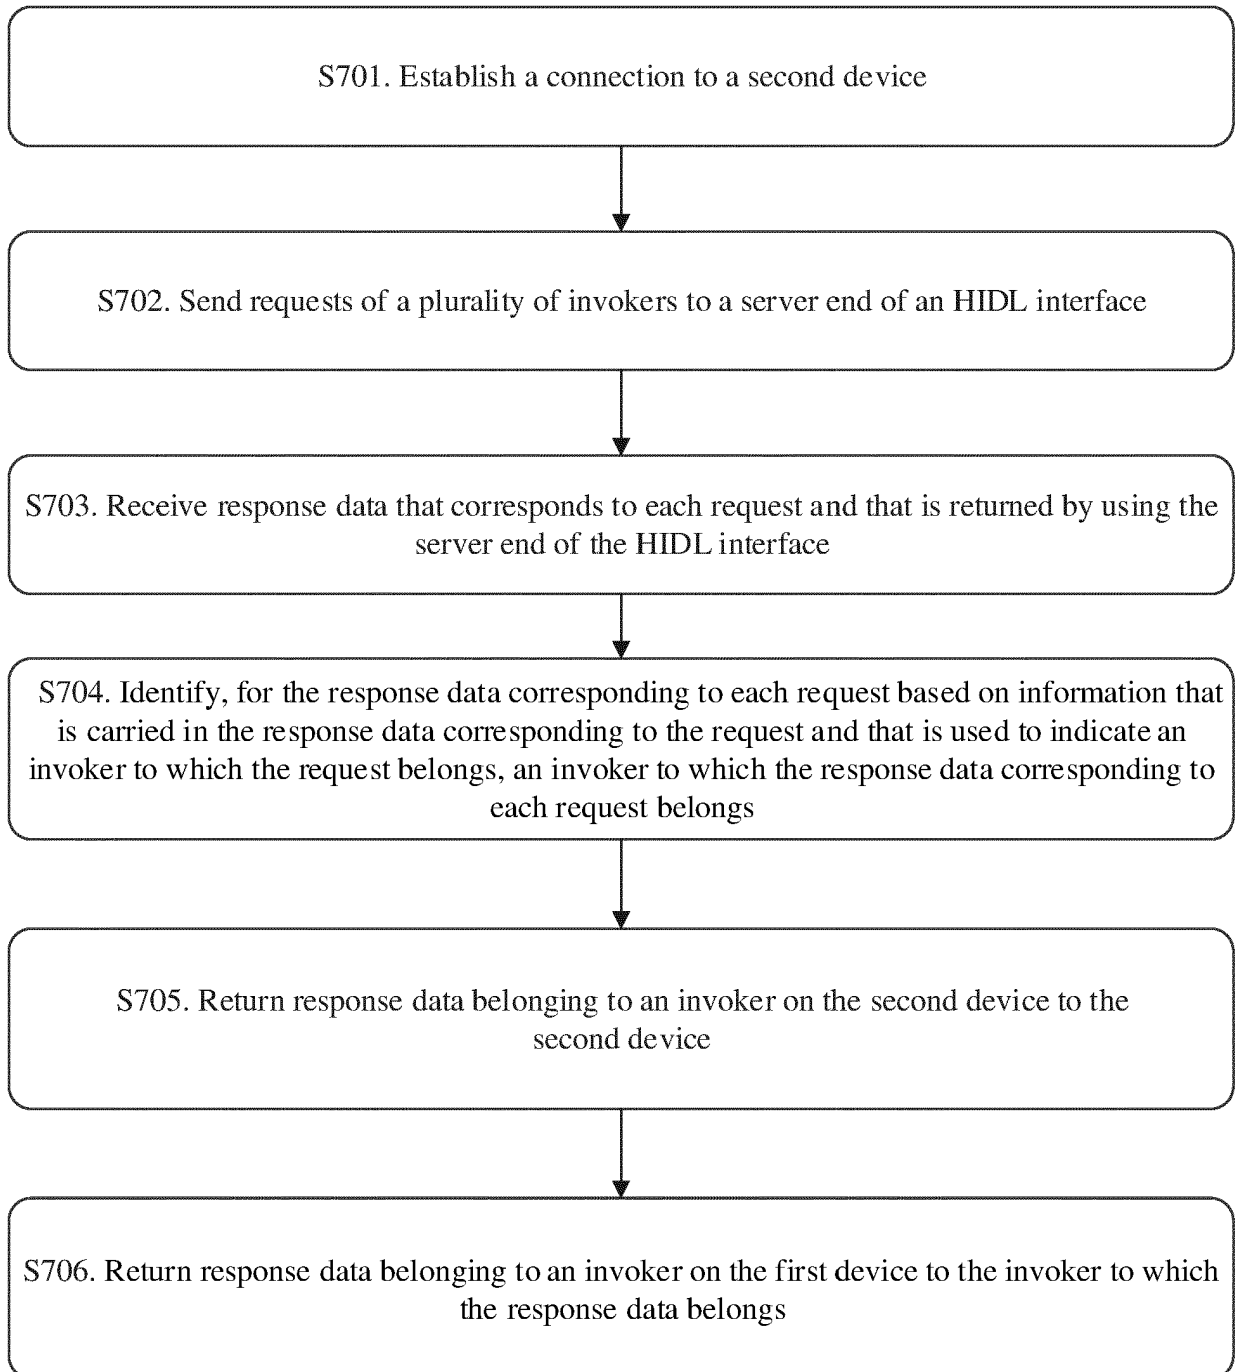 S701. Establish a connection to a second device
S702. Send requests of a plurality of invokers to a server end of an HIDL interface
S703. Receive response data that corresponds to each request and that is returned by using the
server end of the HIDL interface
S704. Identify, for the response data corresponding to each request based on information that
is carried in the response data corresponding to the request and that is used to indicate an
invoker to which the request belongs, an invoker to which the response data corresponding to
each request belongs
S705. Return response data belonging to an invoker on the second device to the
second device
S706. Return response data belonging to an invoker on the first device to the invoker to which
the response data belongs